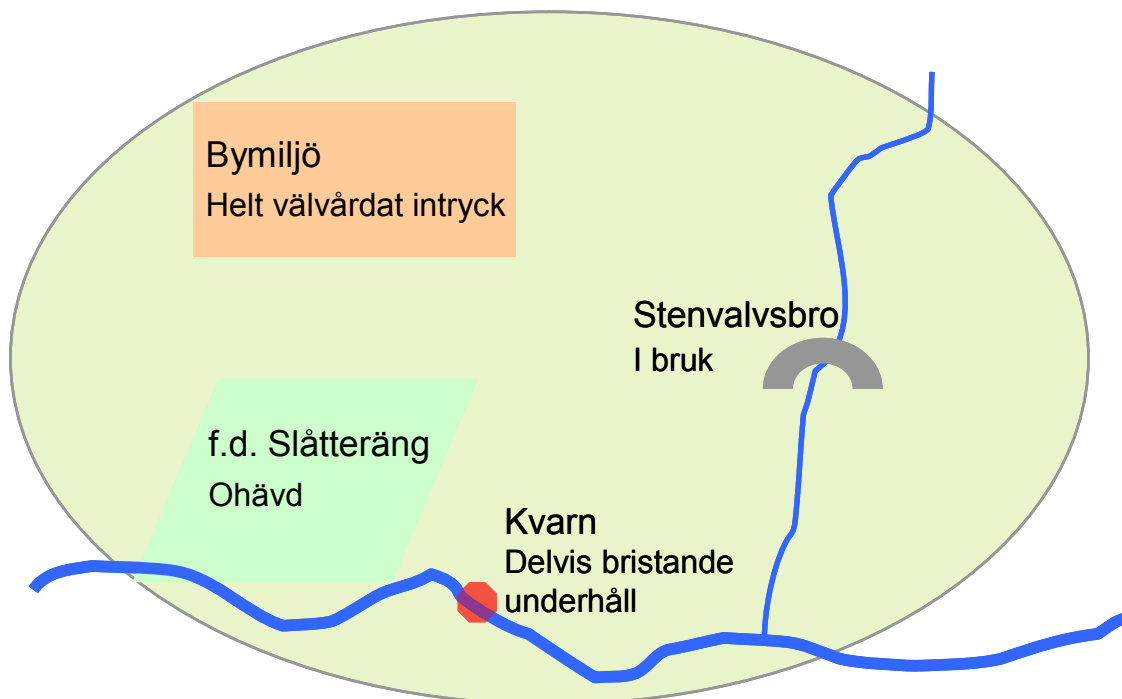 Bymiljö
Helt välvårdat intryck
Stenvalvsbro
I bruk
f.d. Slåtteräng
Ohävd
Kvarn
Delvis bristande
underhåll